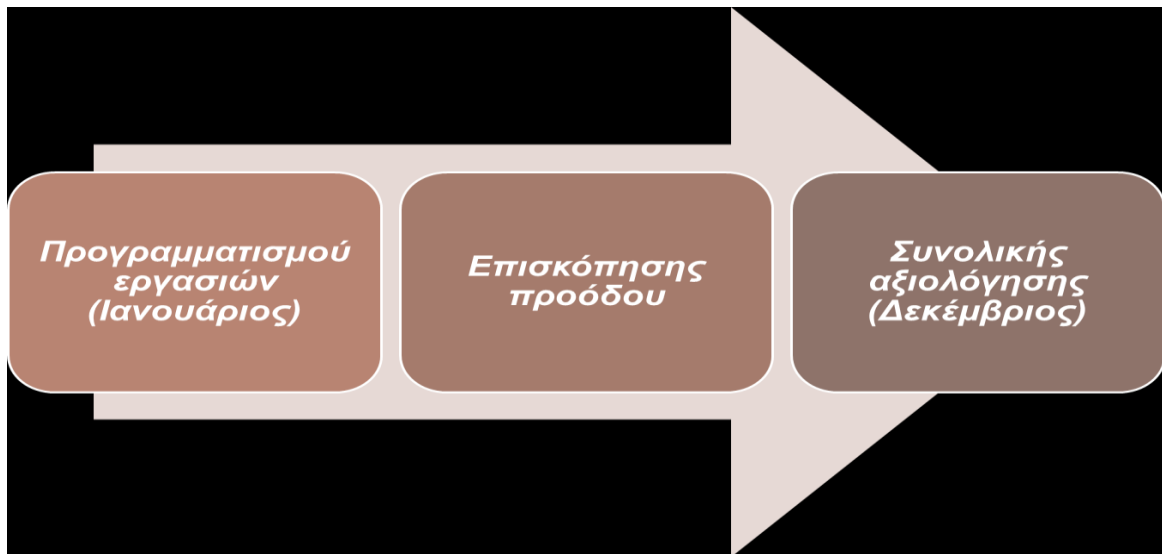 Προγραμματισμού
εργασιών
(Ιανουάριος)
Επισκόπησης
προόδου
Συνολικής
αξιολόγησης
(Δεκέμβριος)